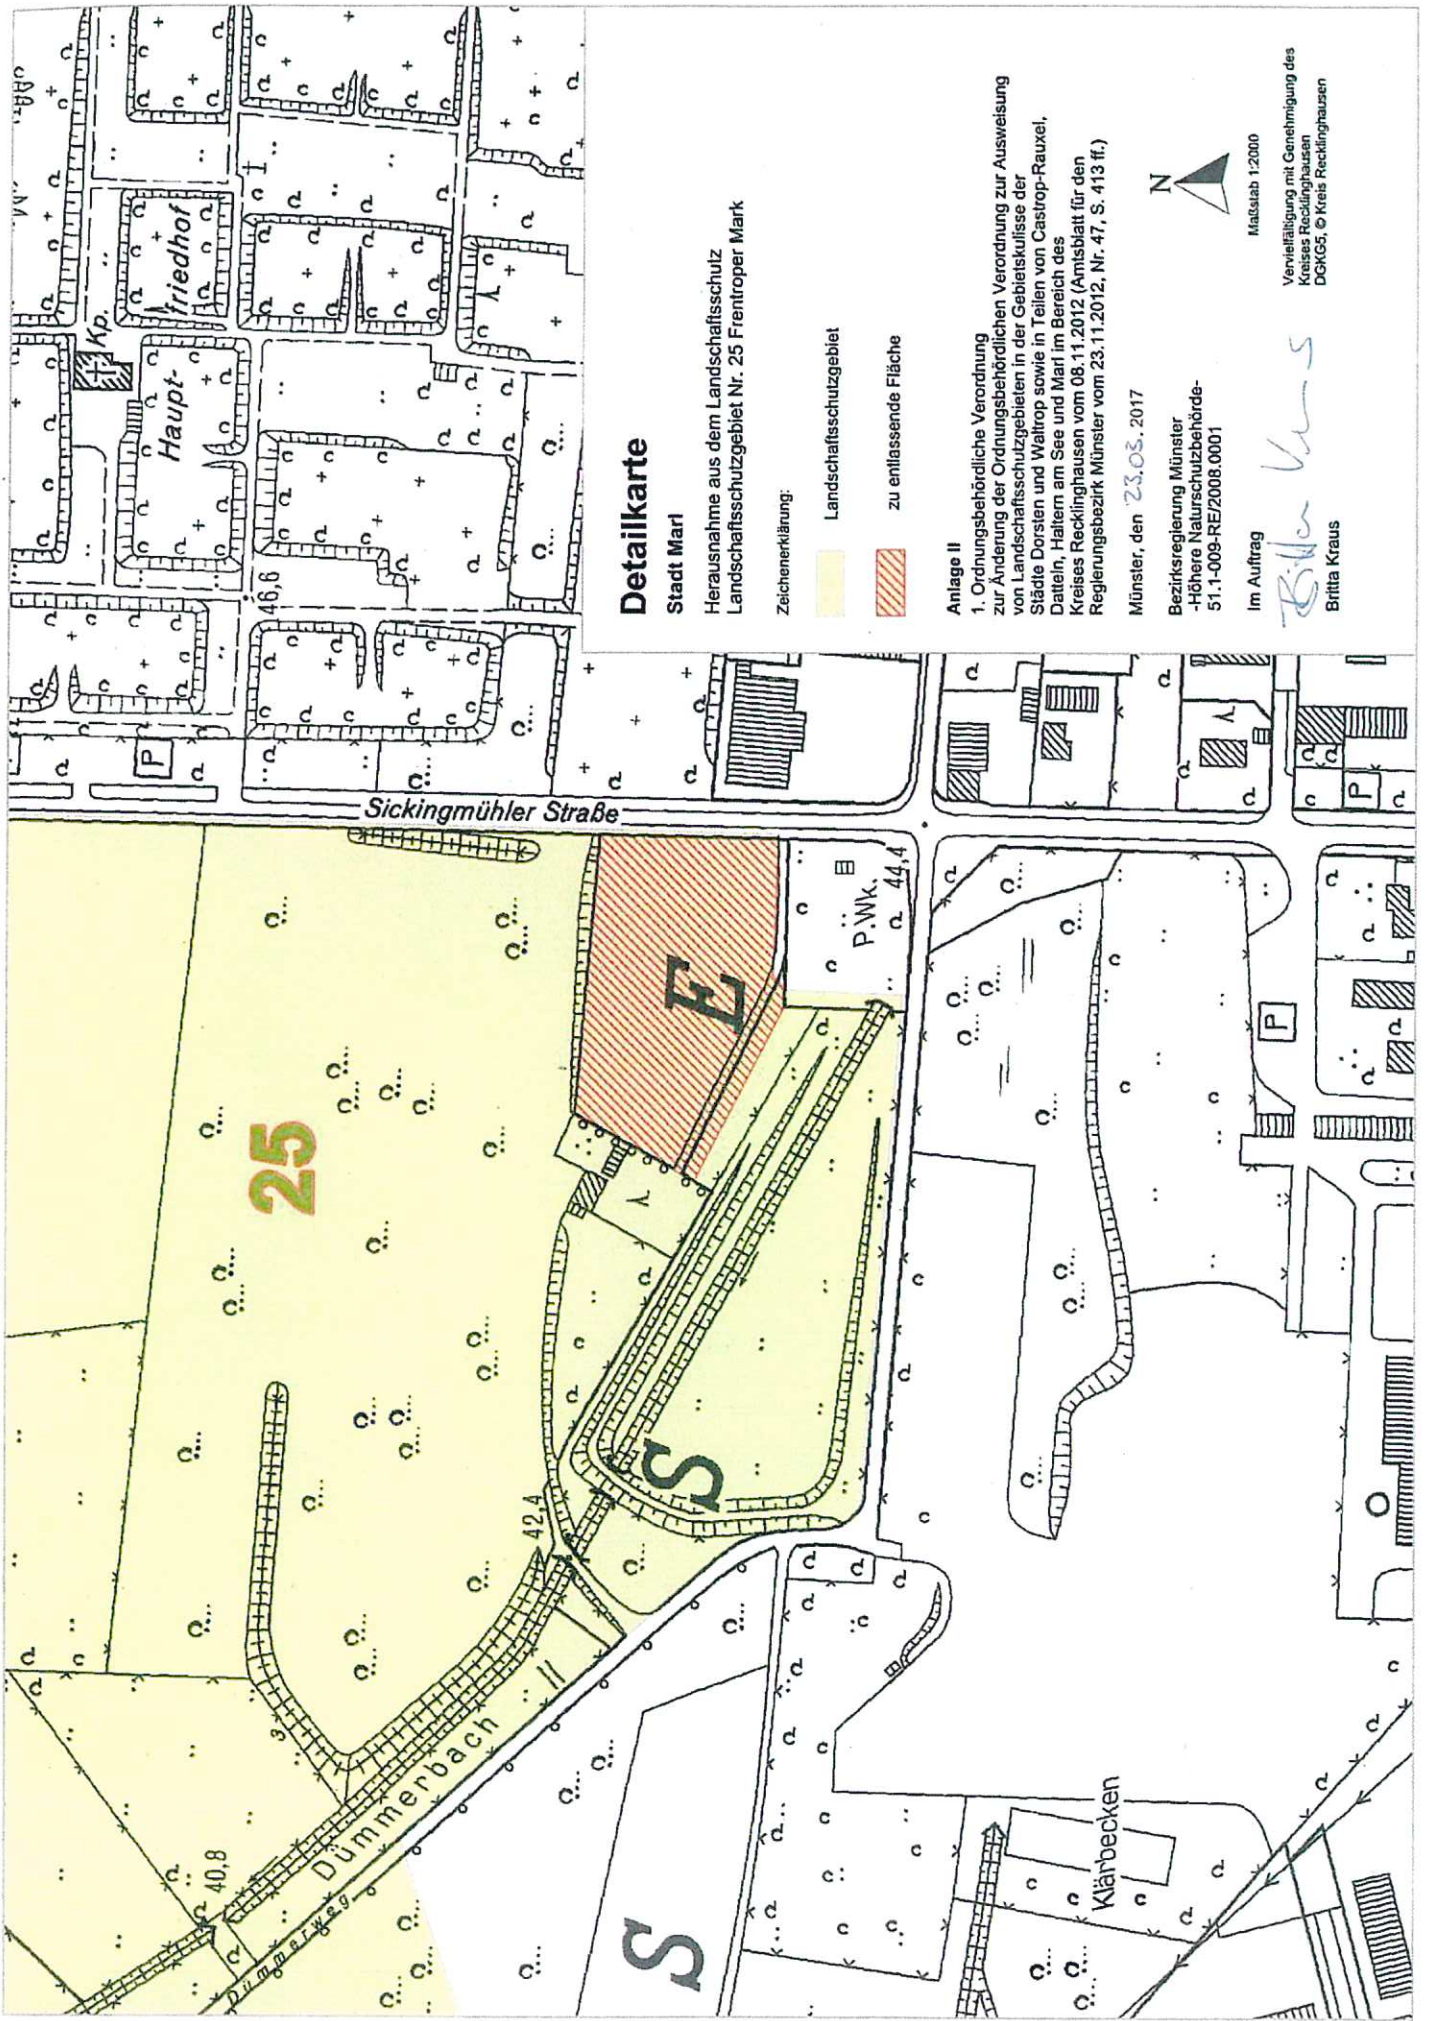 Haupt-
friedhof
Kp.
46,6
P
Sickingmühler Straße
25
E
P.Wk.
44,4
42,4
S
3
Dümmerbach
40,8
Dümmerweg
S
Klärbecken
P
P
Detailkarte
Stadt Marl
Herausnahme aus dem Landschaftsschutz
Landschaftsschutzgebiet Nr. 25 Frentroper Mark
Zeichenerklärung:
Landschaftsschutzgebiet
zu entlassende Fläche
Anlage II
1. Ordnungsbehördliche Verordnung
zur Änderung der Ordnungsbehördlichen Verordnung zur Ausweisung
von Landschaftsschutzgebieten in der Gebietskulisse der
Städte Dorsten und Waltrop sowie in Teilen von Castrop-Rauxel,
Datteln, Haltern am See und Marl im Bereich des
Kreises Recklinghausen vom 08.11.2012 (Amtsblatt für den
Regierungsbezirk Münster vom 23.11.2012, Nr. 47, S. 413 ff.)
Münster, den 23.03.2017
Bezirksregierung Münster
-Höhere Naturschutzbehörde-
51.1-009-RE/2008.0001
Im Auftrag
Britta Kraus
Britta Kraus
N
Maßstab 1:2000
Vervielfältigung mit Genehmigung des
Kreises Recklinghausen
DGKG5, © Kreis Recklinghausen